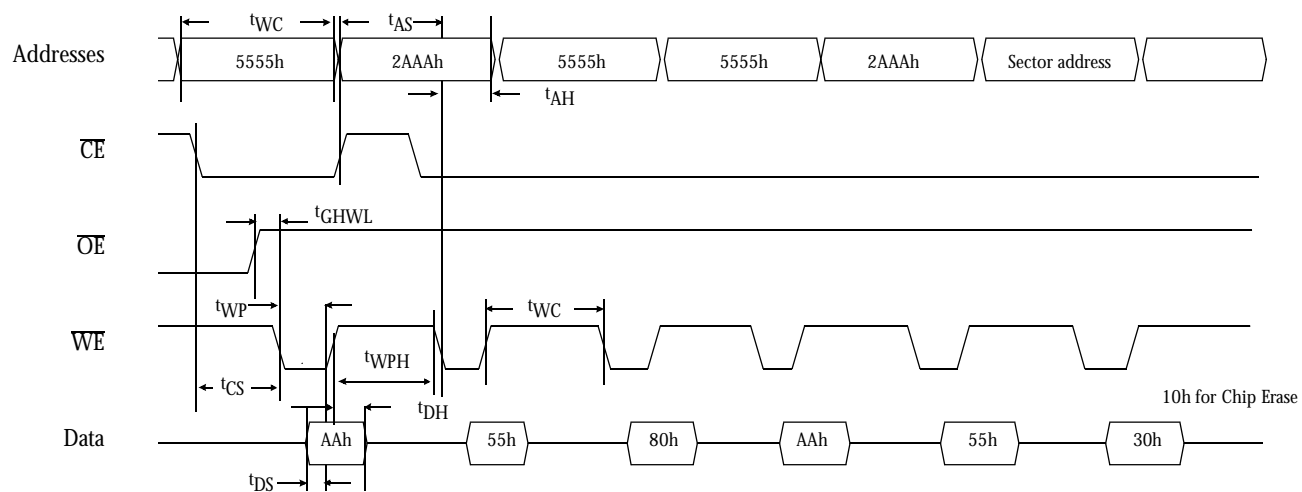 tWC tAS
Addresses 5555h 2AAAh 5555h 5555h 2AAAh Sector address
tAH
CE
tGHWL
OE
tWP tWC
WE
tWPH
tCS
10h for Chip Erase
tDH
Data AAh 55h 80h AAh 55h 30h
tDS